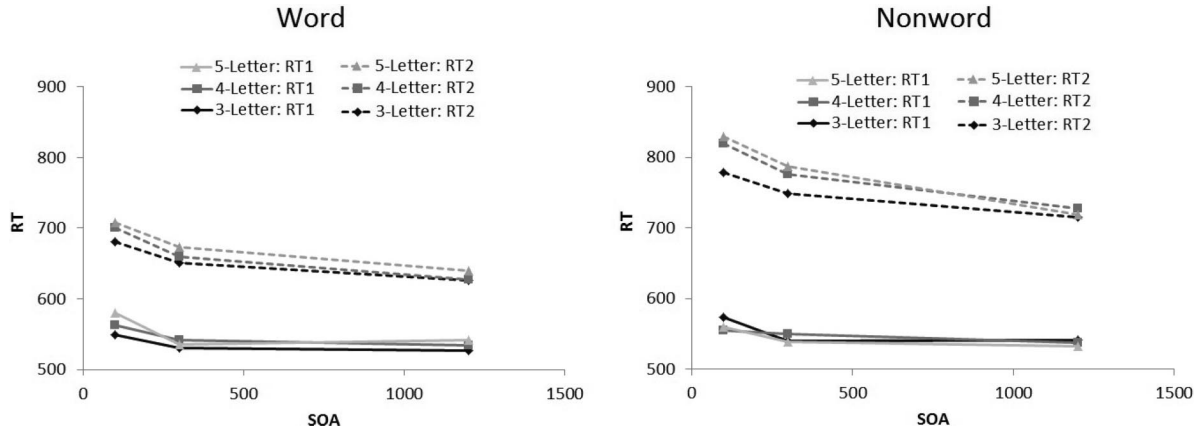 Word
5-Letter: RT1 5-Letter: RT2
4-Letter: RT1 4-Letter: RT2
3-Letter: RT1 3-Letter: RT2
900
800
700
600
500
RT
0 500 1000 1500
SOA
Nonword
5-Letter: RT1 5-Letter: RT2
4-Letter: RT1 4-Letter: RT2
3-Letter: RT1 3-Letter: RT2
900
800
700
600
500
RT
0 500 1000 1500
SOA